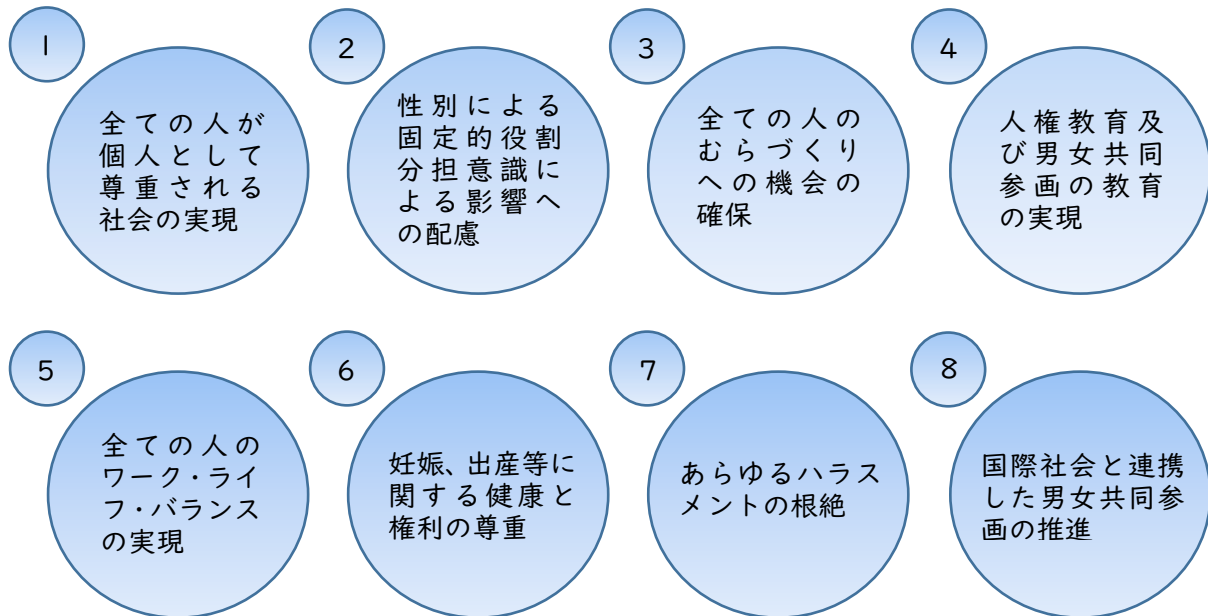 1
全ての人が
個人として
尊重される
社会の実現
2
性別による
固定的役割
分担意識に
よる影響へ
の配慮
3
全ての人の
むらづくり
への機会の
確保
4
人権教育及
び男女共同
参画の教育
の実現
5
全ての人の
ワーク・ライ
フ・バランス
の実現
6
妊娠、出産等に
関する健康と
権利の尊重
7
あらゆるハラス
メントの根絶
8
国際社会と連携
した男女共同参
画の推進